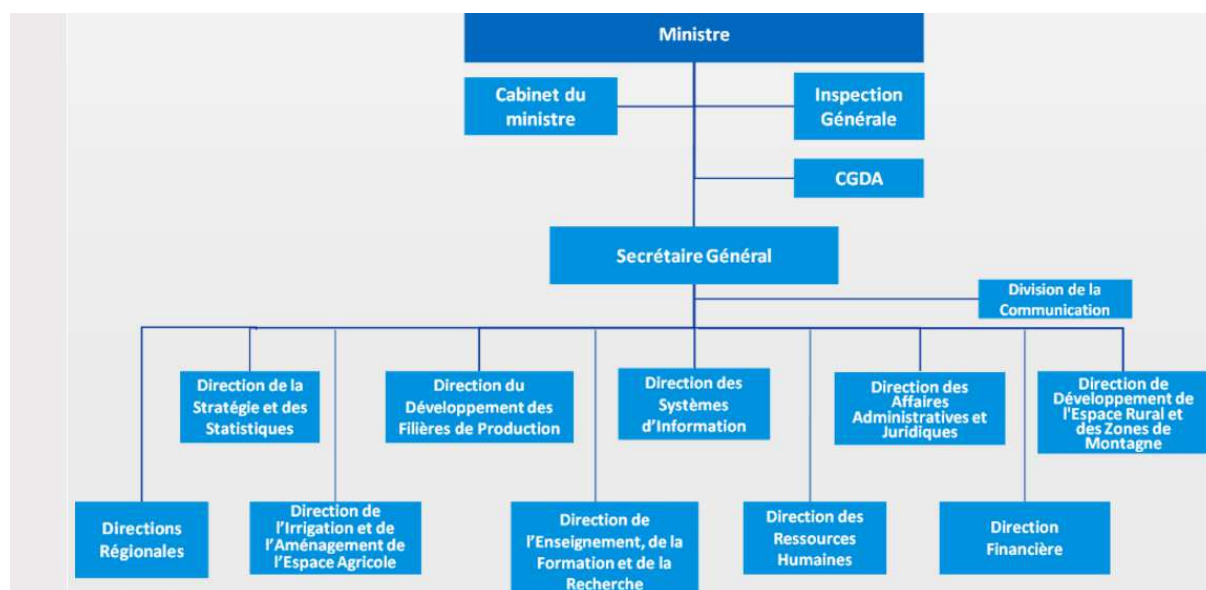 Ministre
Cabinet du
ministre
Inspection
Générale
CGDA
Secrétaire Général
Division de la
Communication
Direction de la
Stratégie et des
Statistiques
Direction du
Développement des
Filières de Production
Direction des
Systèmes
d’Information
Direction des
Affaires
Administratives et
Juridiques
Direction de
Développement de
l'Espace Rural et
des Zones de
Montagne
Directions
Régionales
Direction de
l’Irrigation et de
l’Aménagement de
l’Espace Agricole
Direction de
l’Enseignement, de la
Formation et de la
Recherche
Direction des
Ressources
Humaines
Direction
Financière